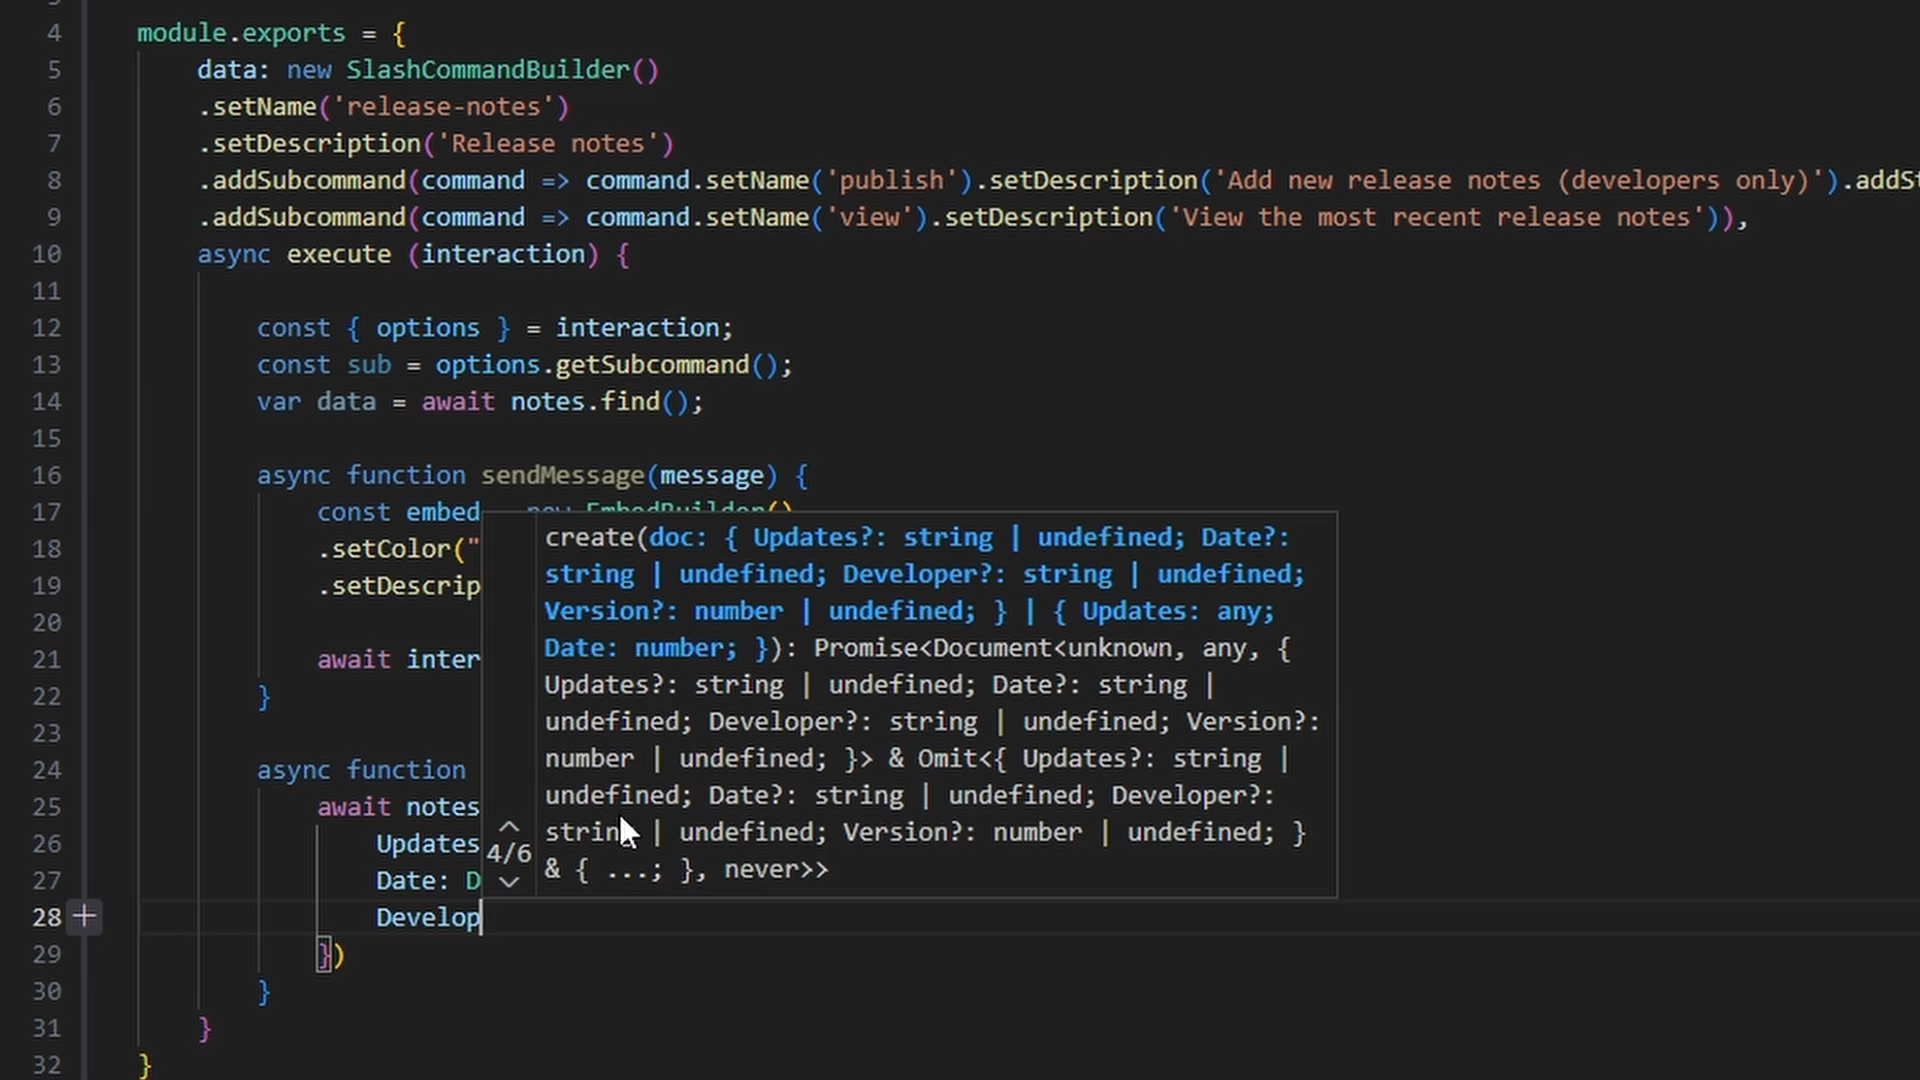 4 module.exports = {
5 data: new SlashCommandBuilder()
6 .setName('release-notes')
7 .setDescription('Release notes')
8 .addSubcommand(command => command.setName('publish').setDescription('Add new release notes (developers only)').addSt
9 .addSubcommand(command => command.setName('view').setDescription('View the most recent release notes')),
10 async execute (interaction) {
11
12 const { options } = interaction;
13 const sub = options.getSubcommand();
14 var data = await notes.find();
15
16 async function sendMessage(message) {
17 const embed = new EmbedBuilder()
18 .setColor("
19 .setDescrip
20
21 await inter
22 }
23
24 async function
25 await notes
26 Updates
27 Date: D
28 Develop
29 })
30 }
31 }
32 }
create(doc: { Updates?: string | undefined; Date?:
string | undefined; Developer?: string | undefined;
Version?: number | undefined; } | { Updates: any;
Date: number; }): Promise<Document<unknown, any, {
Updates?: string | undefined; Date?: string |
undefined; Developer?: string | undefined; Version?:
number | undefined; }> & Omit<{ Updates?: string |
undefined; Date?: string | undefined; Developer?:
string | undefined; Version?: number | undefined; }
& { ...; }, never>>
4/6